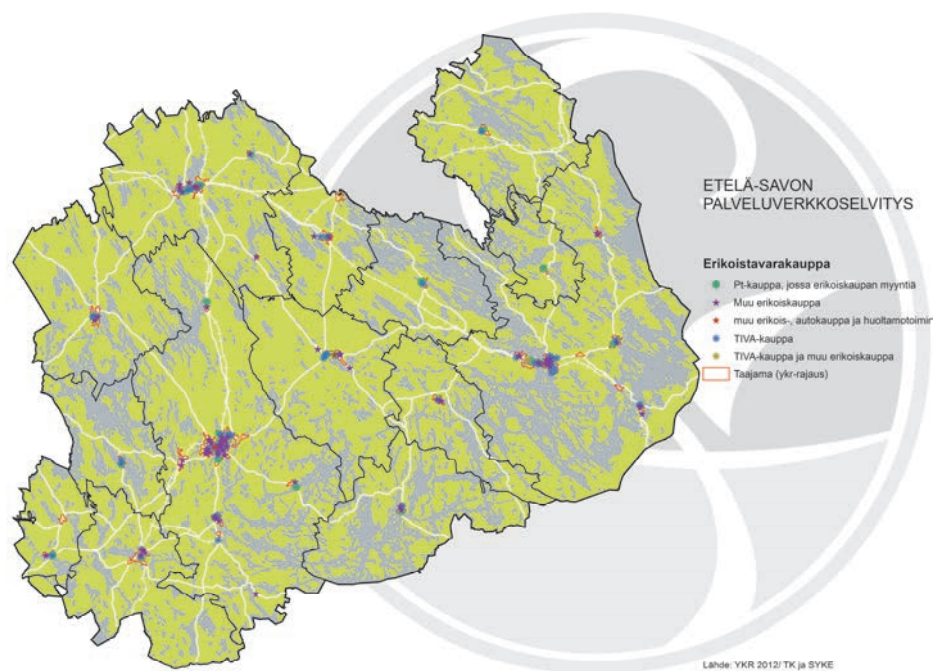 ETELÄ-SAVON
PALVELUVERKKOSELVITYS
Erikoistavarakauppa
Pt-kauppa, jossa erikoiskaupan myyntiä
Muu erikoiskauppa
muu erikois-, autokauppa ja huoltamotoimin
TIVA-kauppa
TIVA-kauppa ja muu erikoiskauppa
Taajama (ykr-rajaus)
Lähde: YKR 2012/ TK ja SYKE